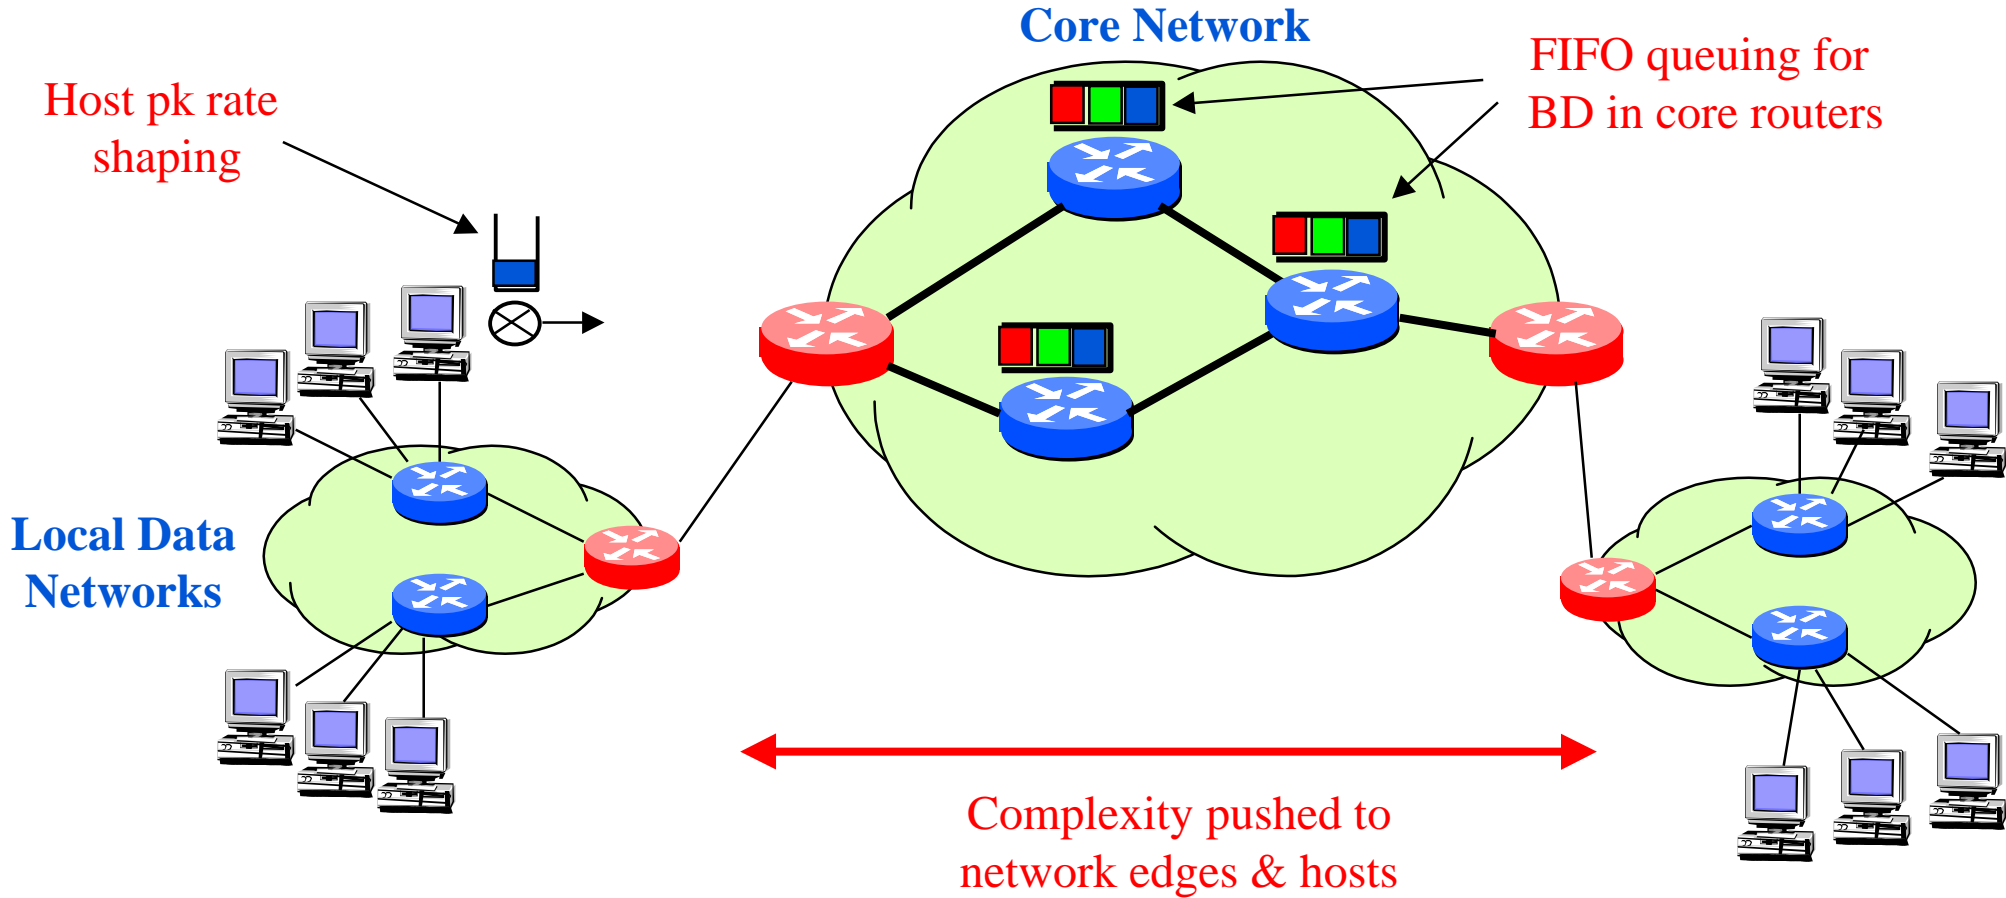 Core Network
Host pk rate
shaping
FIFO queuing for
BD in core routers
Local Data
Networks
Complexity pushed to
network edges & hosts